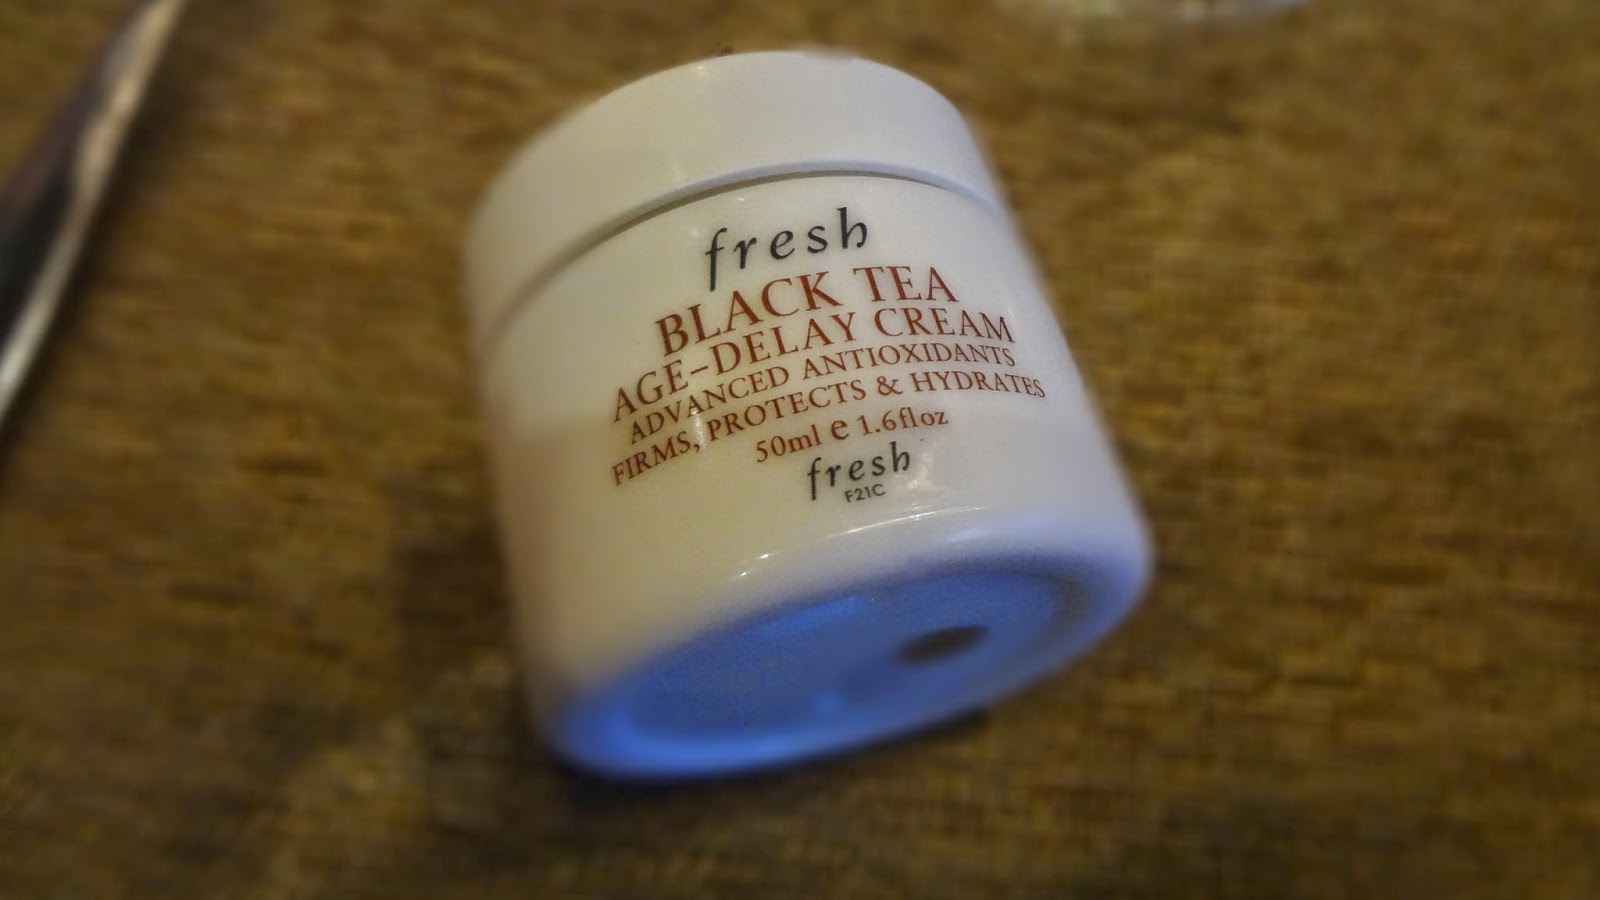 fresh
BLACK TEA
AGE-DELAY CREAM
ADVANCED ANTIOXIDANTS
FIRMS, PROTECTS & HYDRATES
50ml e 1.6fl oz
fresh
F21C